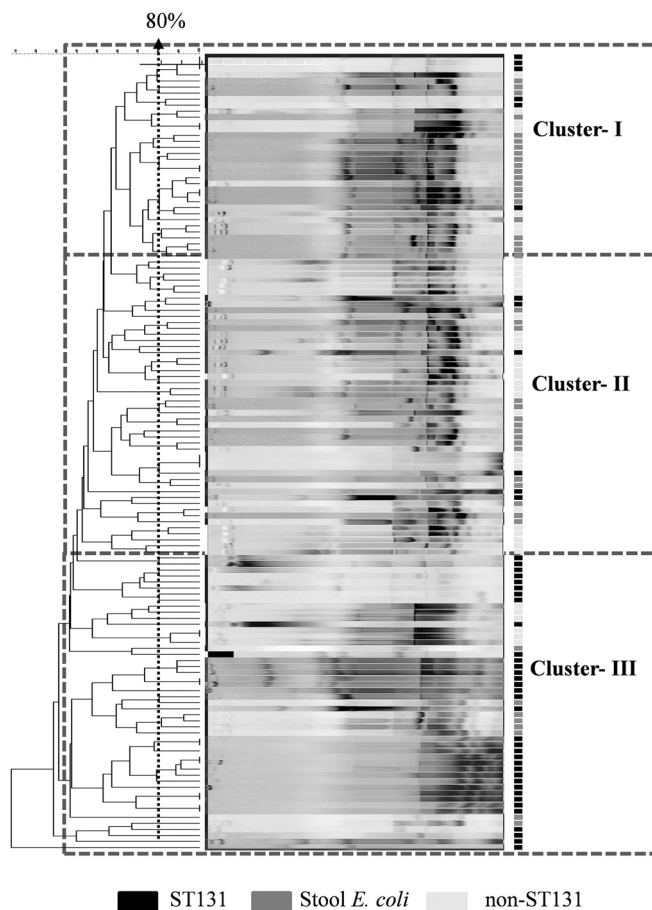 80%
Cluster- I
Cluster- II
Cluster- III
ST131 Stool E. coli non-ST131